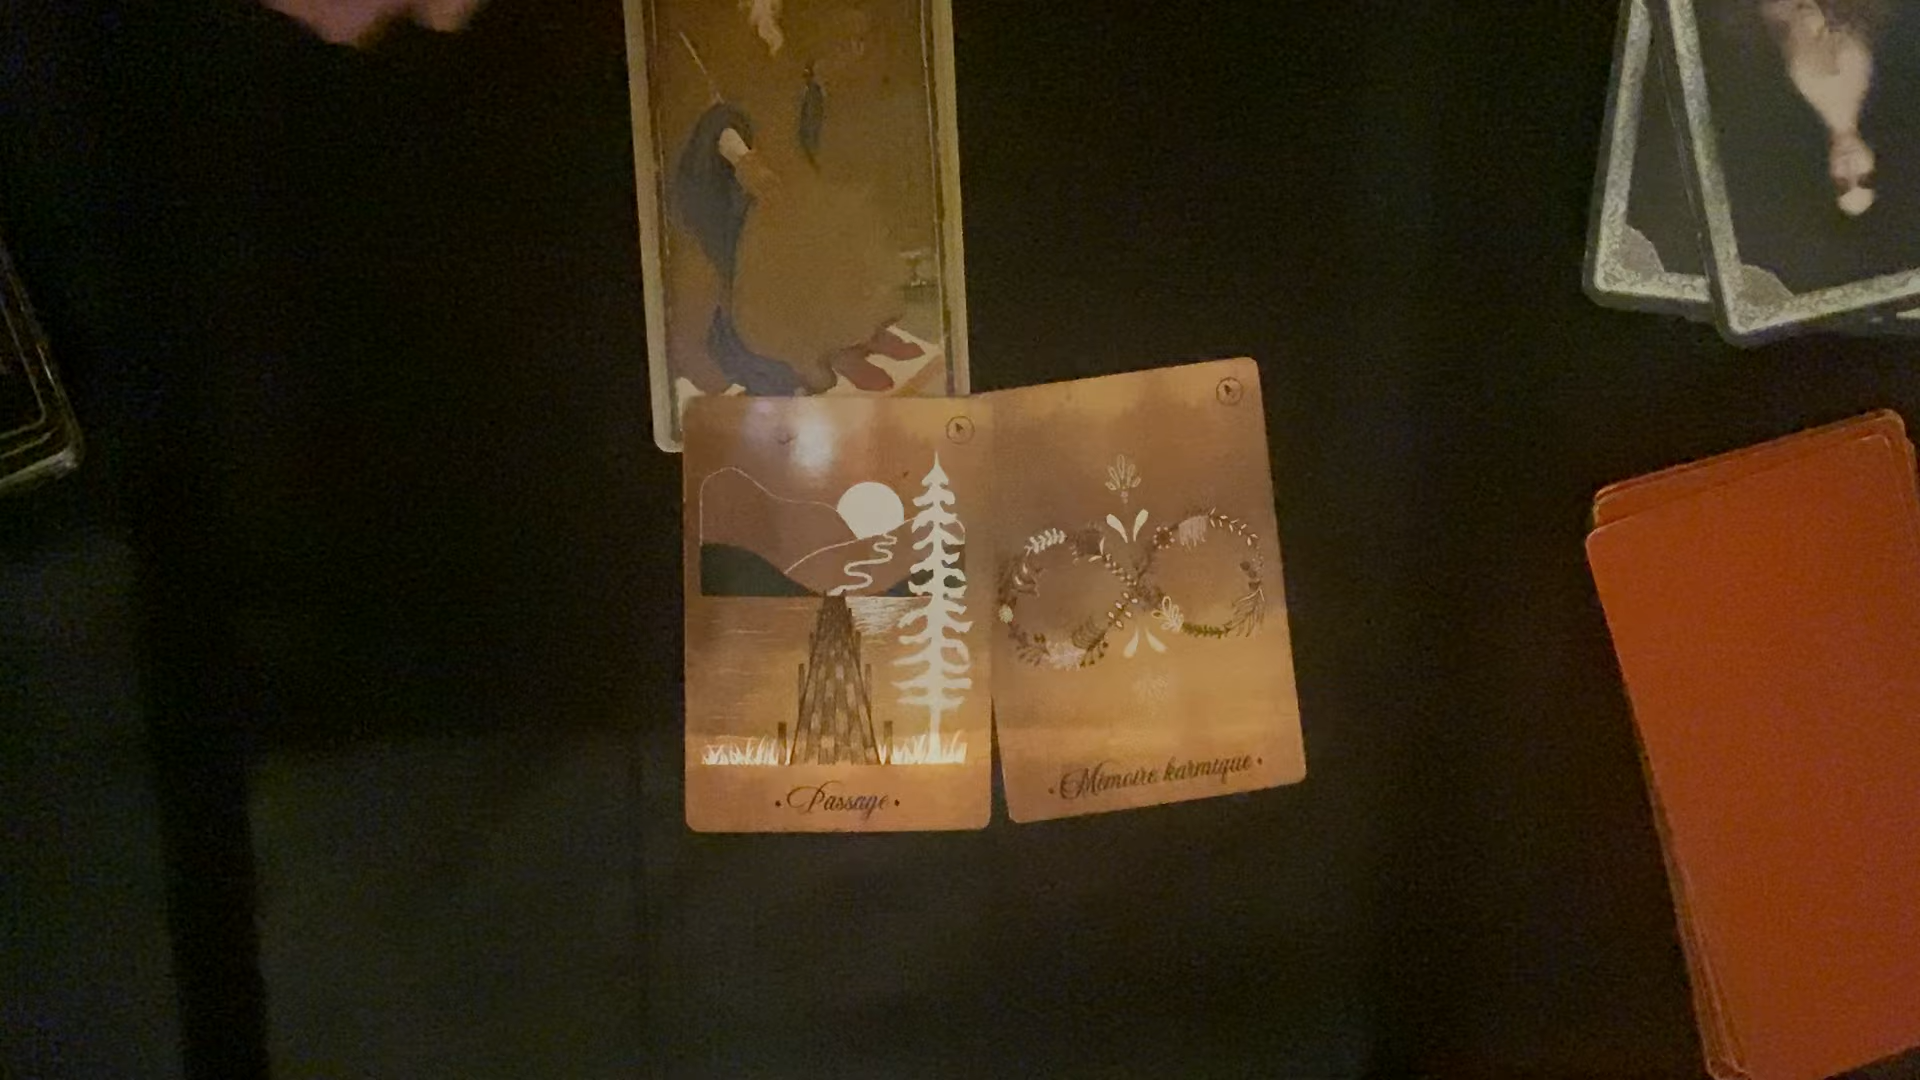 • Passage •
• Mémoire karmique •